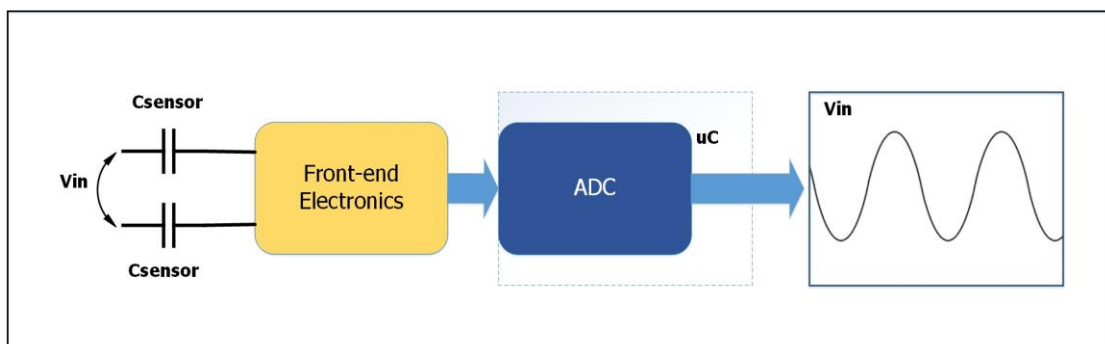 Csensor
Vin
Csensor
Front-end
Electronics
ADC
uC
Vin